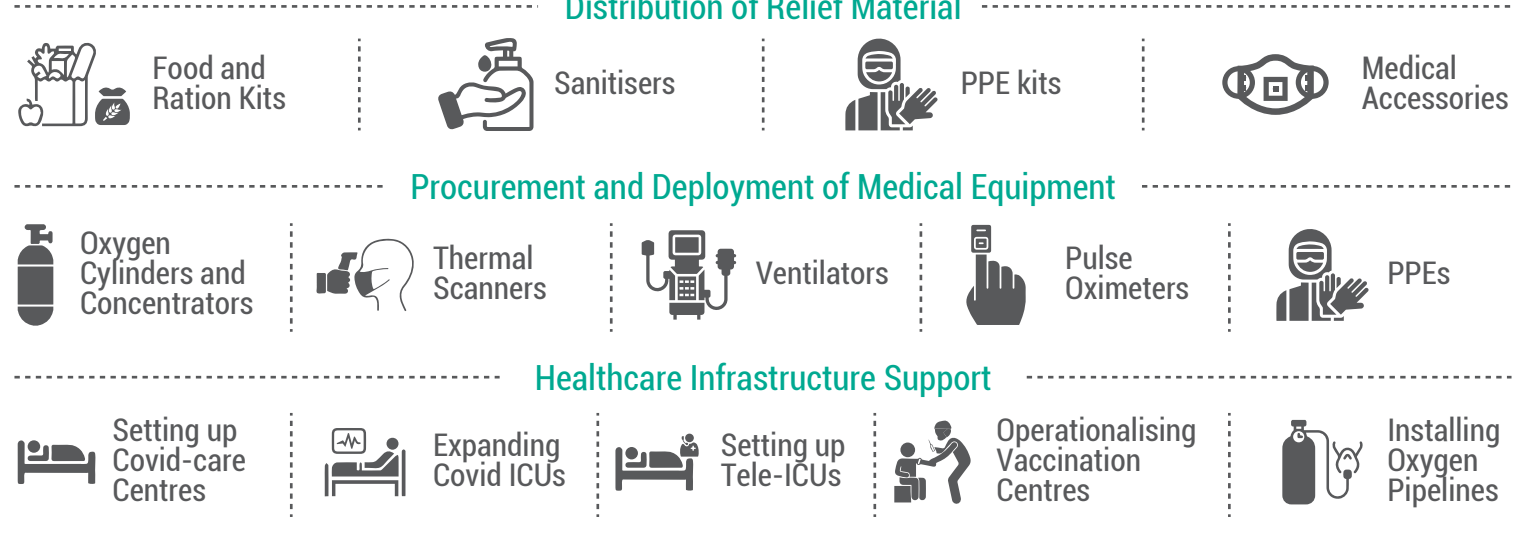 Distribution of Relief Material
Food and
Ration Kits
Sanitisers
PPE kits
Medical
Accessories
Procurement and Deployment of Medical Equipment
Oxygen
Cylinders and
Concentrators
Thermal
Scanners
Ventilators
Pulse
Oximeters
PPEs
Healthcare Infrastructure Support
Setting up
Covid-care
Centres
Expanding
Covid ICUs
Setting up
Tele-ICUs
Operationalising
Vaccination
Centres
Installing
Oxygen
Pipelines